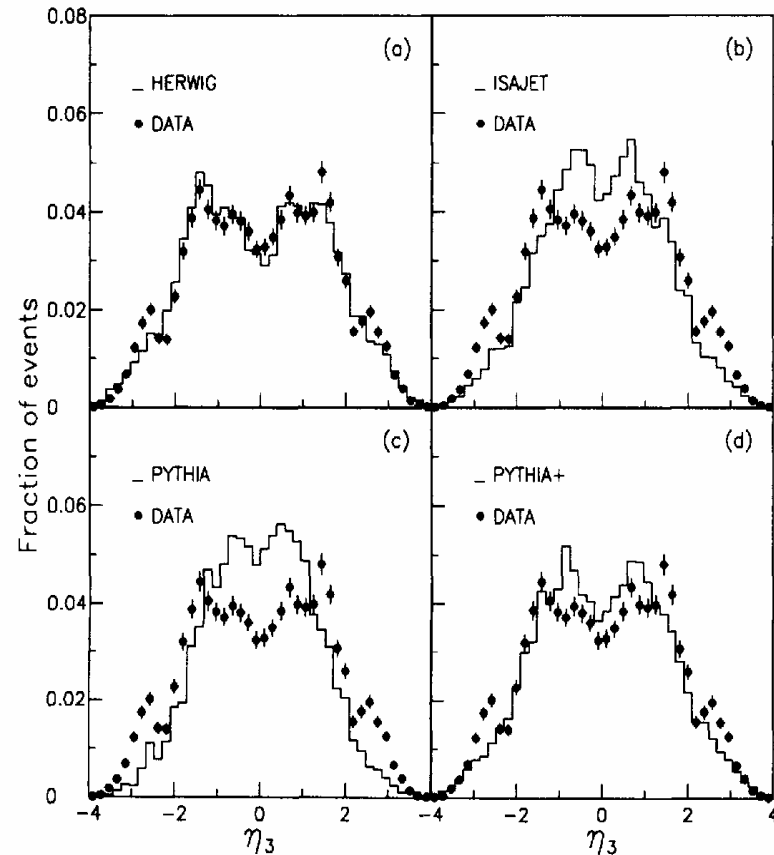 0.08
(a)
(b)
_ HERWIG
_ ISAJET
• DATA
• DATA
0.06
0.04
0.02
0
Fraction of events
(c)
(d)
_ PYTHIA
_ PYTHIA+
• DATA
• DATA
0.06
0.04
0.02
0
-4 -2 0 2 -4 -2 0 2 4
η3 η3